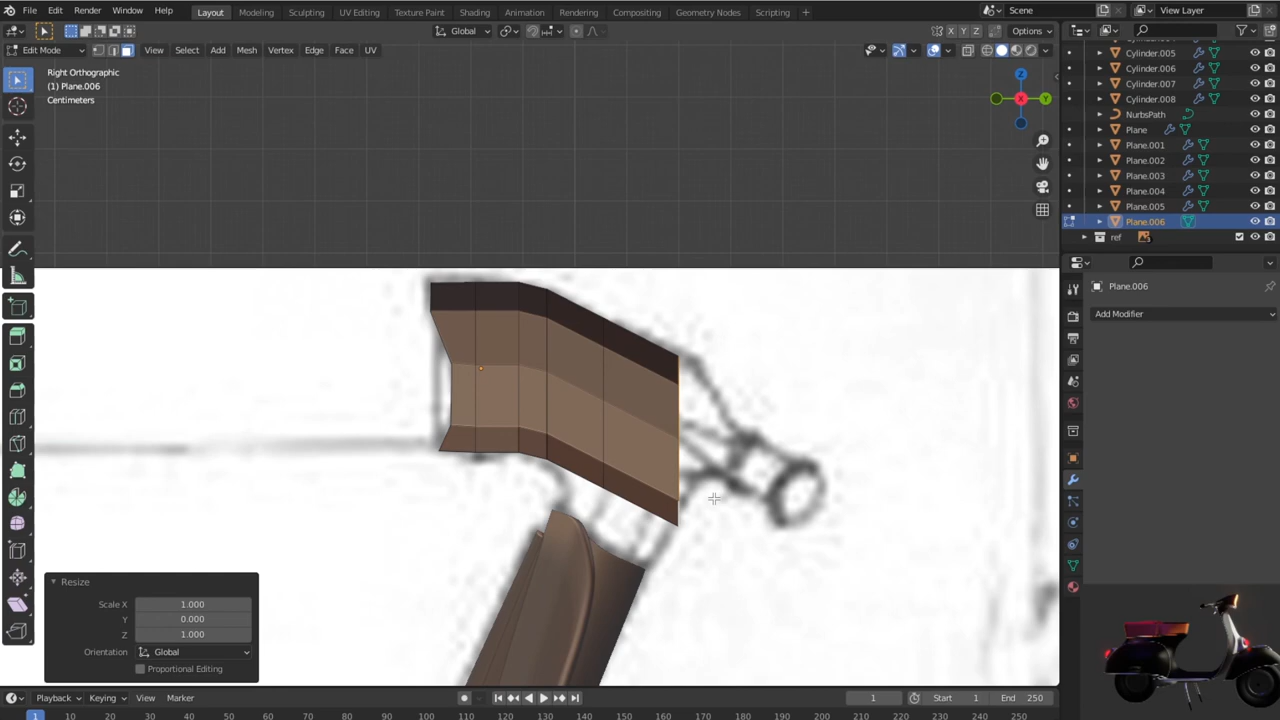 File Edit Render Window Help
Layout Modeling Sculpting UV Editing Texture Paint Shading Animation Rendering Compositing Geometry Nodes Scripting +
Scene
View Layer
Global
X Y Z
Options
Edit Mode
View Select Add Mesh Vertex Edge Face UV
Right Orthographic
(1) Plane.006
Centimeters
Z
X
Y
Cylinder.005
Cylinder.006
Cylinder.007
Cylinder.008
NurbsPath
Plane
Plane.001
Plane.002
Plane.003
Plane.004
Plane.005
Plane.006
ref
Plane.006
Add Modifier
Resize
Scale X 1.000
Y 0.000
Z 1.000
Orientation Global
Proportional Editing
Playback Keying View Marker
1
Start 1
End 250
1 10 20 30 40 50 60 70 80 90 100 110 120 130 140 150 160 170 180 190 200 210 220 230 240 250